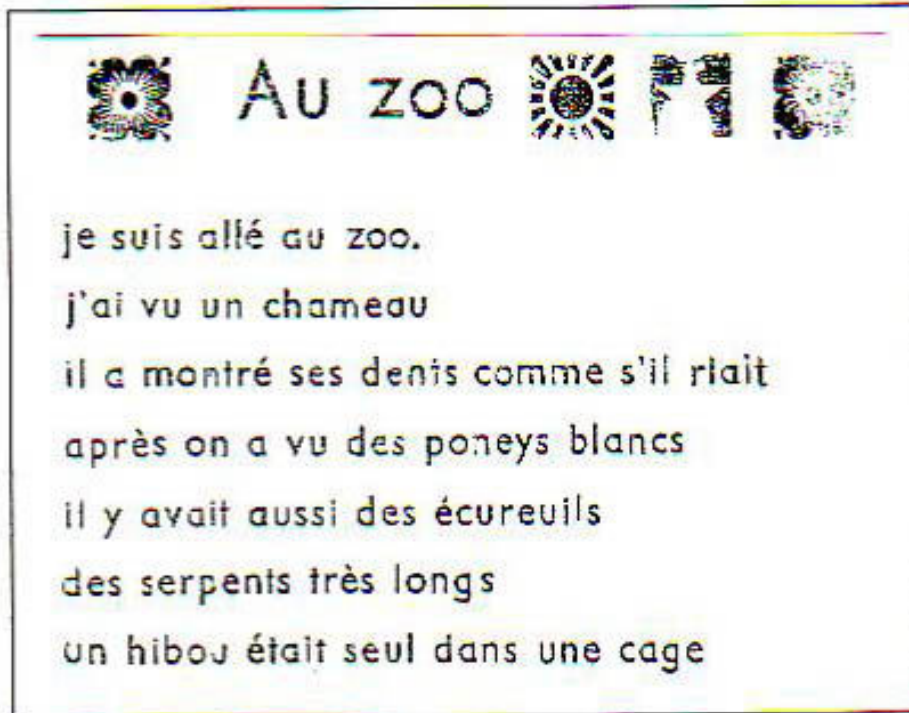 Au zoo
je suis allé au zoo.
j'ai vu un chameau
il a montré ses dents comme s'il riait
après on a vu des poneys blancs
il y avait aussi des écureuils
des serpents très longs
un hibou était seul dans une cage